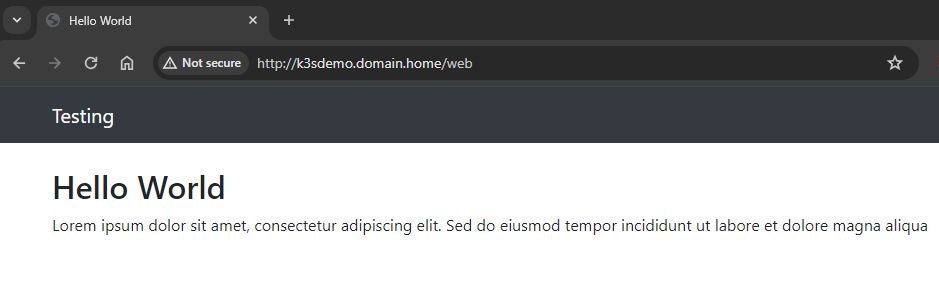 Hello World
Not secure http://k3sdemo.domain.home/web
Testing
Hello World
Lorem ipsum dolor sit amet, consectetur adipiscing elit. Sed do eiusmod tempor incididunt ut labore et dolore magna aliqua